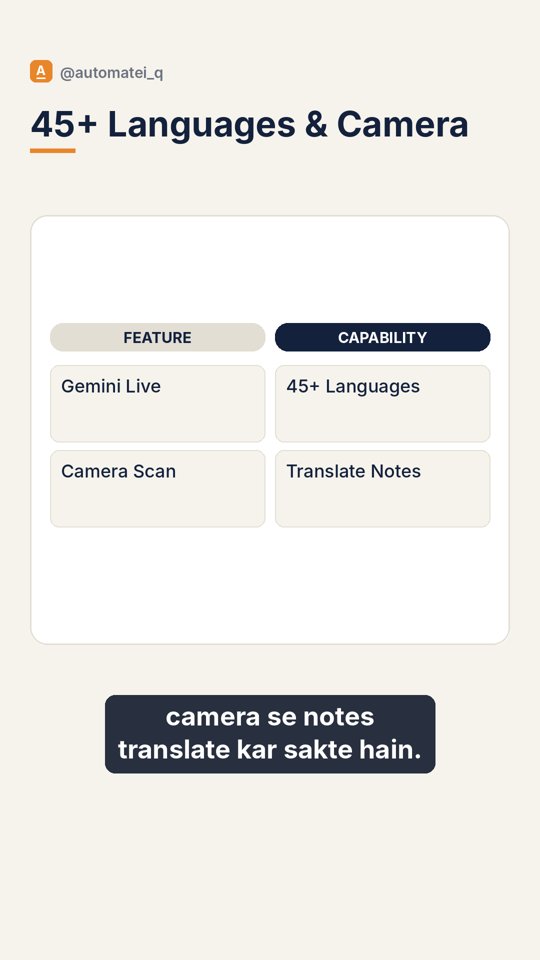 A
@automatei_q
45+ Languages & Camera
FEATURE
CAPABILITY
Gemini Live
45+ Languages
Camera Scan
Translate Notes
camera se notes
translate kar sakte hain.